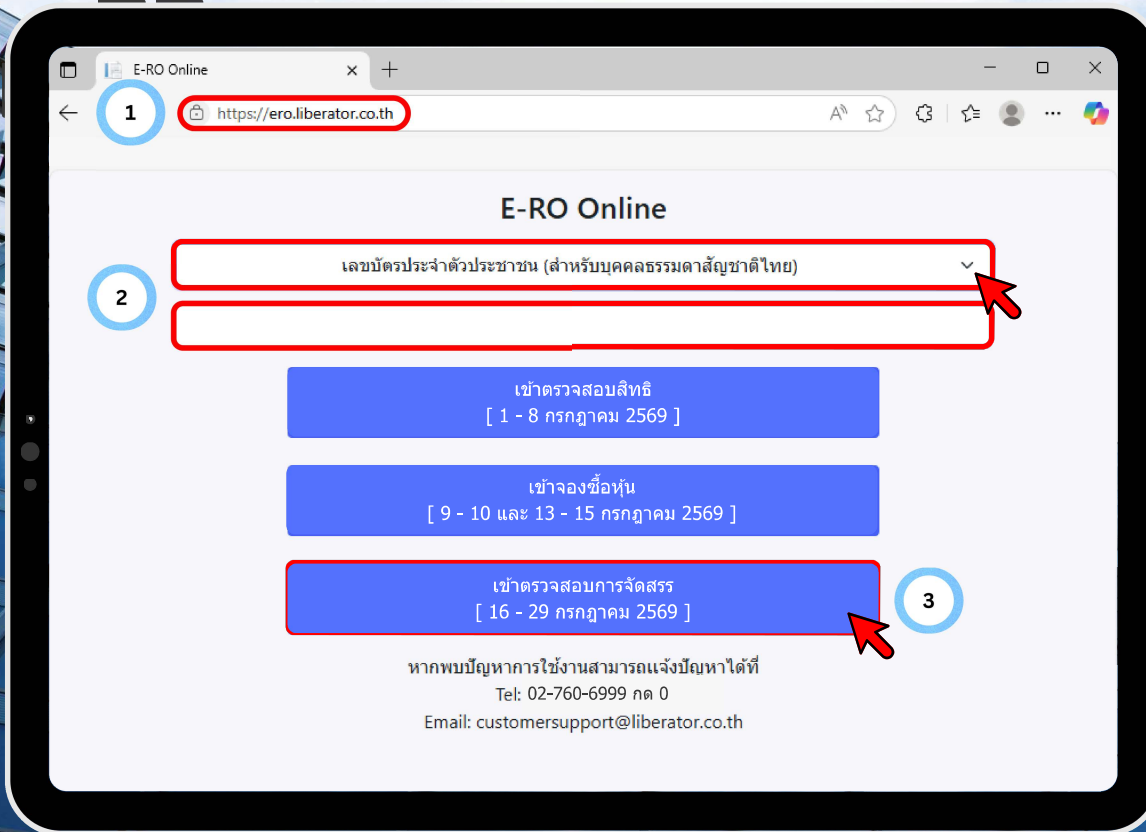 E-RO Online
1
https://ero.liberator.co.th
E-RO Online
เลขบัตรประจำตัวประชาชน (สำหรับบุคคลธรรมดาสัญชาติไทย)
2
เข้าตรวจสอบสิทธิ
[ 1 - 8 กรกฎาคม 2569 ]
เข้าจองซื้อหุ้น
[ 9 - 10 และ 13 - 15 กรกฎาคม 2569 ]
เข้าตรวจสอบการจัดสรร
[ 16 - 29 กรกฎาคม 2569 ]
3
หากพบปัญหาการใช้งานสามารถแจ้งปัญหาได้ที่
Tel: 02-760-6999 กด 0
Email: customersupport@liberator.co.th